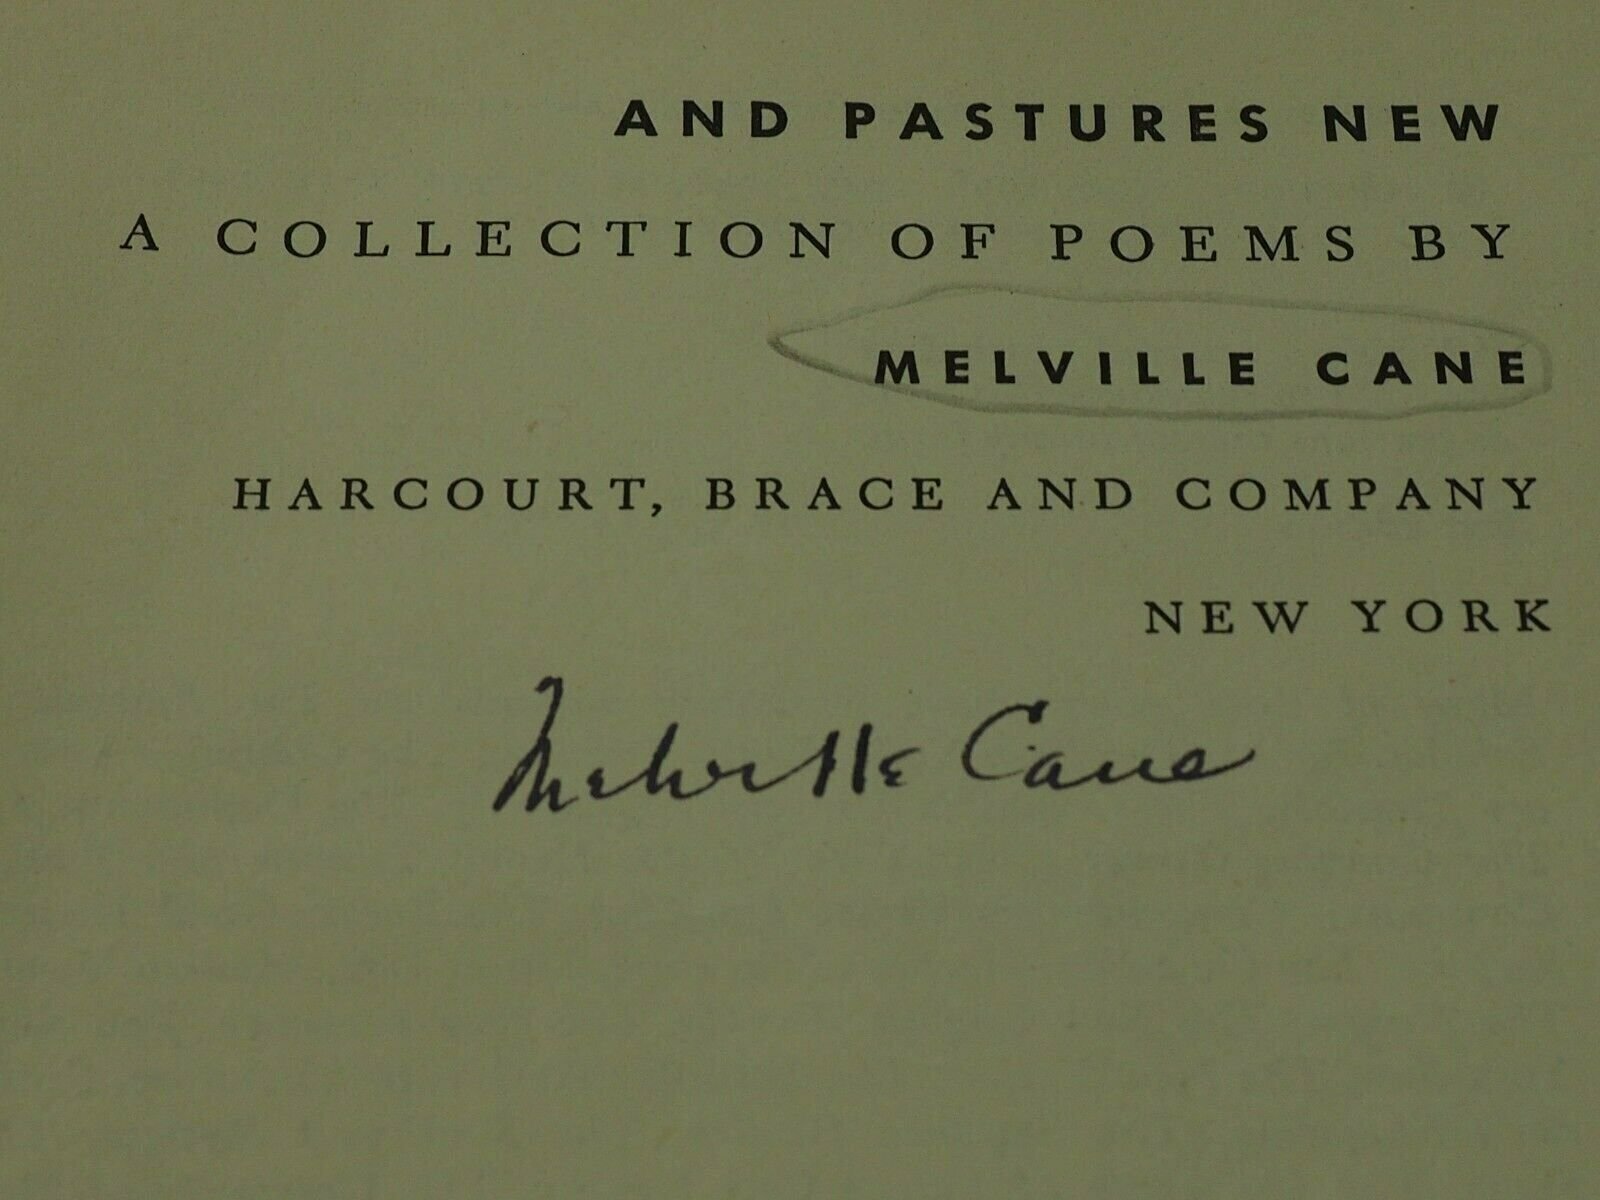 AND PASTURES NEW
A COLLECTION OF POEMS BY
MELVILLE CANE
HARCOURT, BRACE AND COMPANY
NEW YORK
Melville Cane